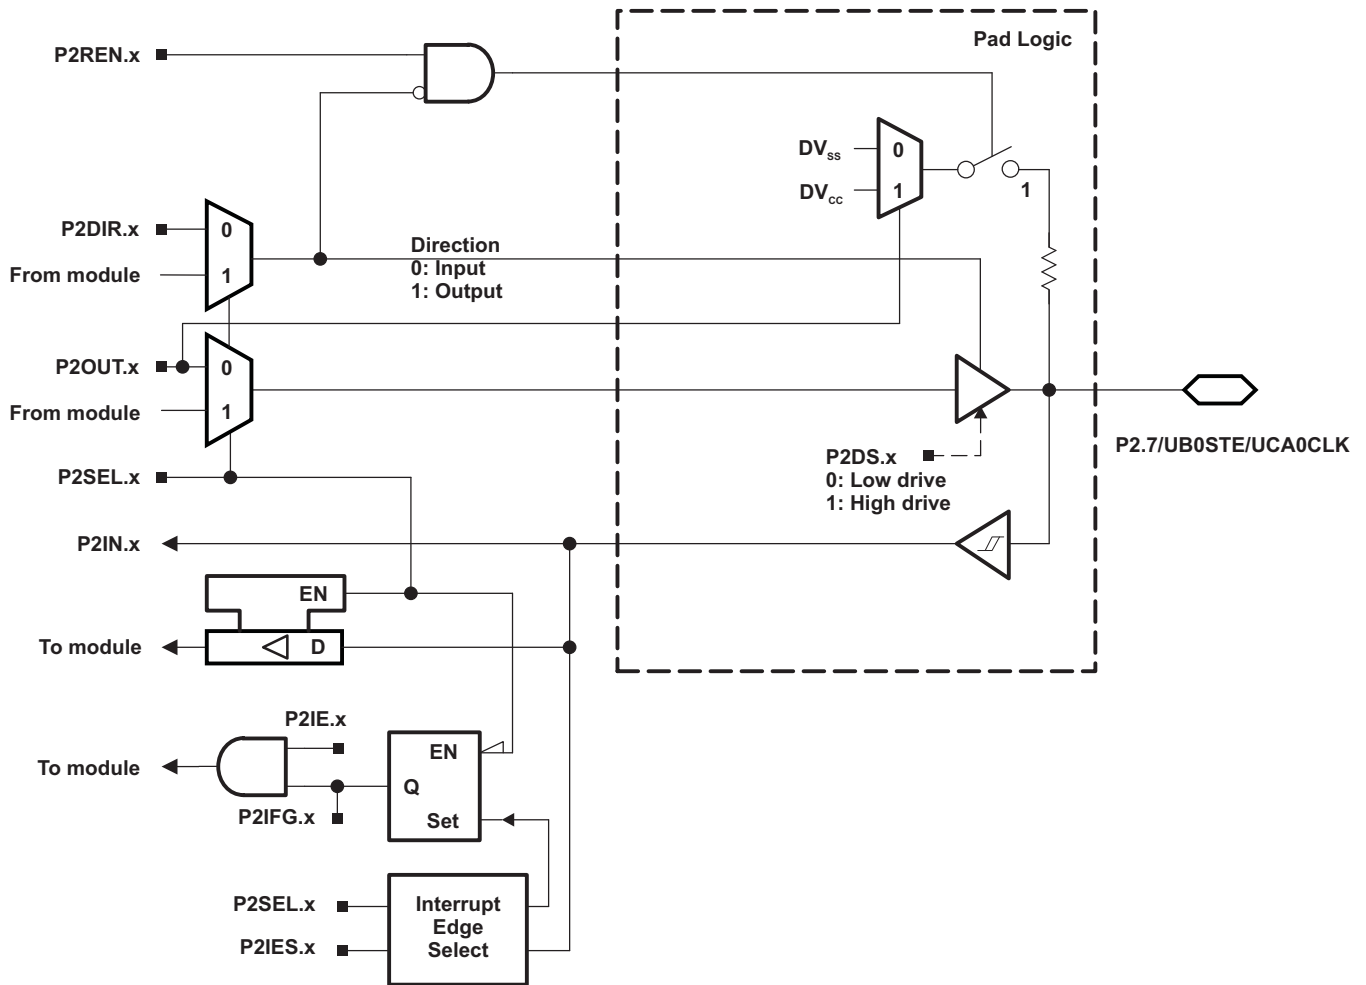 Pad Logic
P2REN.x
DVSS
0
DVCC
1
1
P2DIR.x
0
From module
1
Direction
0: Input
1: Output
P2OUT.x
0
From module
1
P2.7/UB0STE/UCA0CLK
P2DS.x
0: Low drive
1: High drive
P2SEL.x
P2IN.x
EN
To module
D
P2IE.x
EN
To module
Q
P2IFG.x
Set
P2SEL.x
P2IES.x
Interrupt
Edge
Select